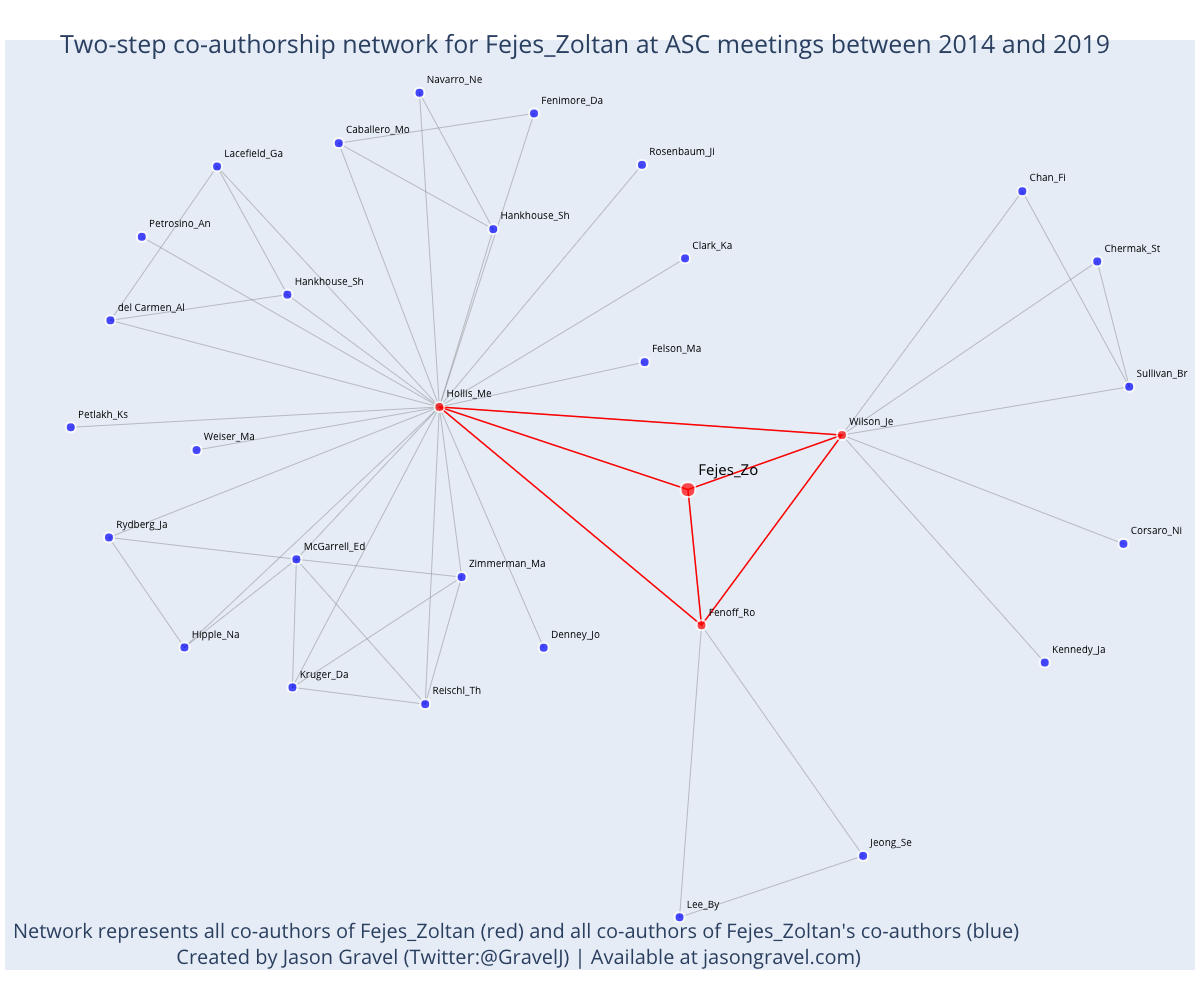 Two-step co-authorship network for Fejes_Zoltan at ASC meetings between 2014 and 2019
Navarro_Ne
Fenimore_Da
Caballero_Mo
Lacefield_Ga
Rosenbaum_Ji
Chan_Fi
Hankhouse_Sh
Petrosino_An
Clark_Ka
Chermak_St
Hankhouse_Sh
del Carmen_Al
Felson_Ma
Sullivan_Br
Hollis_Me
Petlakh_Ks
Wilson_Je
Weiser_Ma
Fejes_Zo
Rydberg_Ja
Corsaro_Ni
McGarrell_Ed
Zimmerman_Ma
Fenoff_Ro
Hipple_Na
Denney_Jo
Kennedy_Ja
Kruger_Da
Reischl_Th
Jeong_Se
Lee_By
Network represents all co-authors of Fejes_Zoltan (red) and all co-authors of Fejes_Zoltan's co-authors (blue)
Created by Jason Gravel (Twitter:@GravelJ) | Available at jasongravel.com)